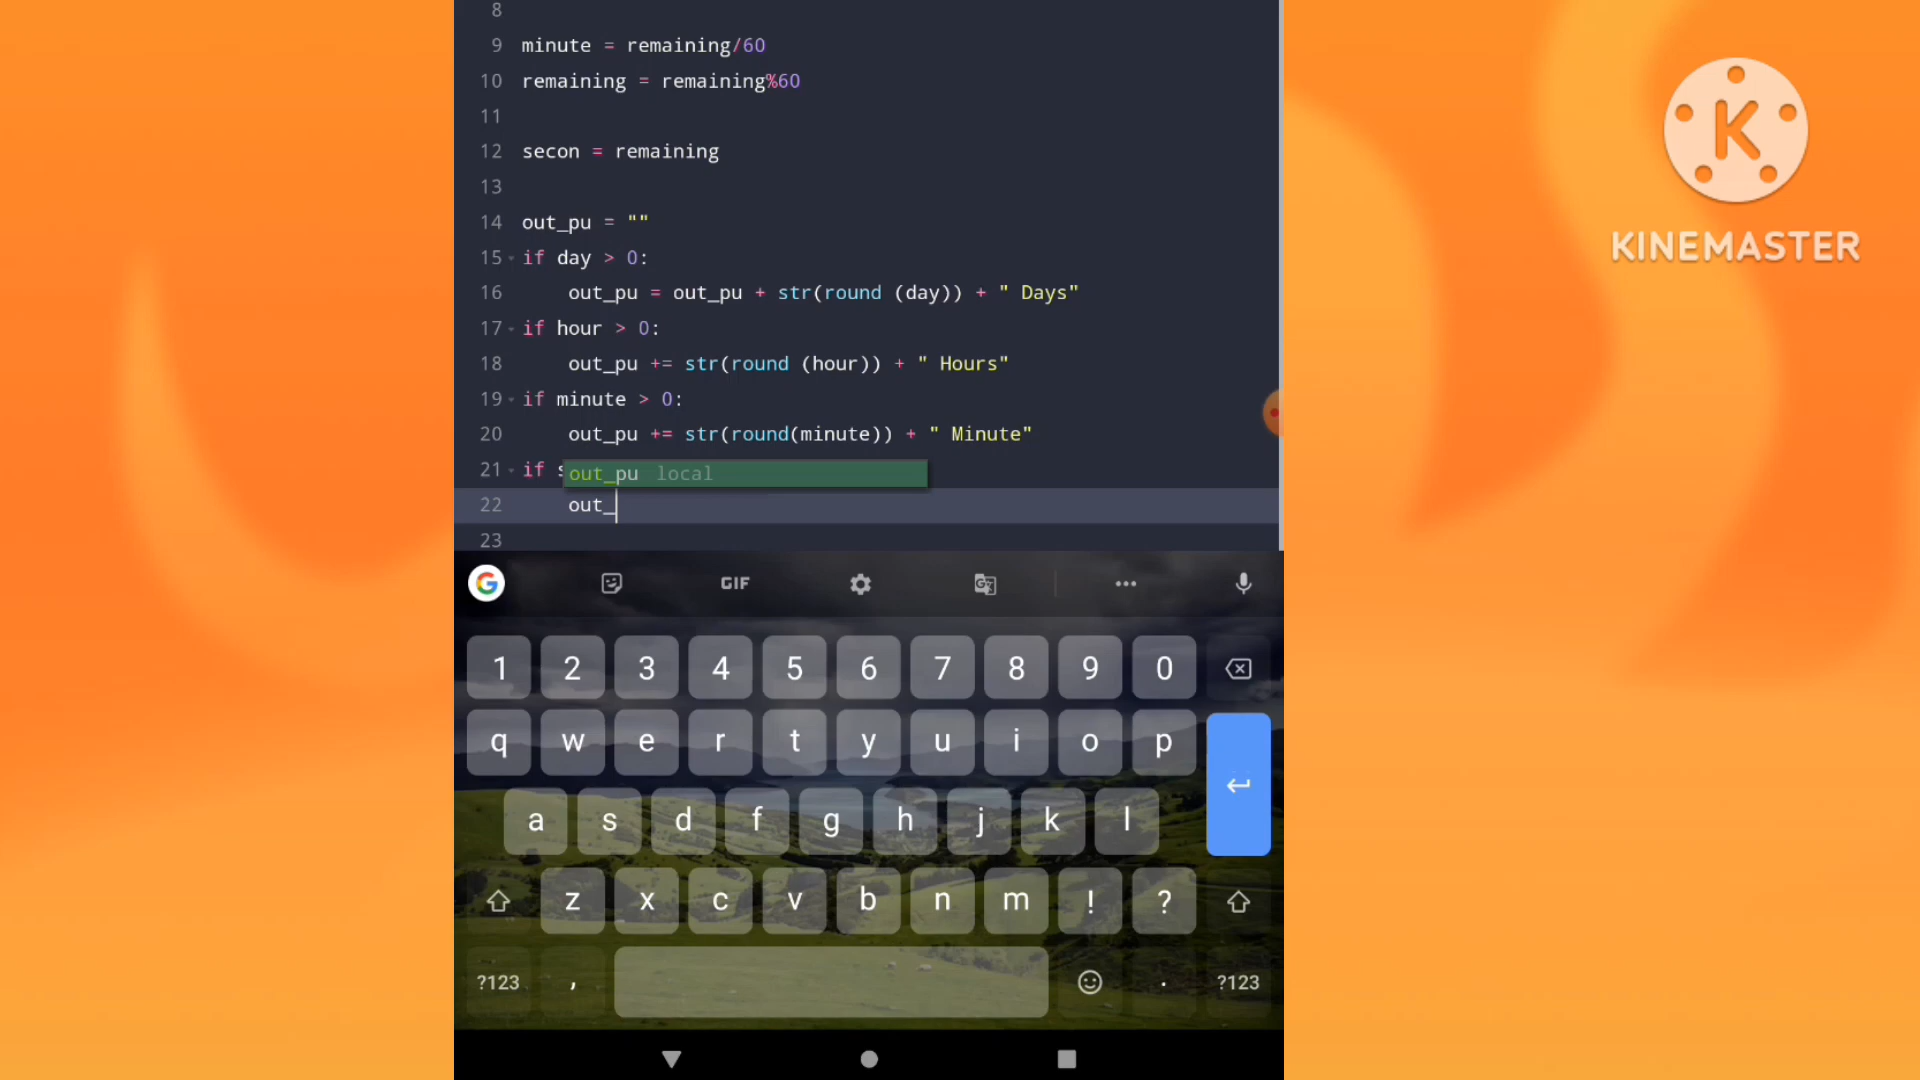 8
9 minute = remaining/60
10 remaining = remaining%60
11
12 secon = remaining
13
14 out_pu = ""
15 if day > 0:
16 out_pu = out_pu + str(round (day)) + " Days"
17 if hour > 0:
18 out_pu += str(round (hour)) + " Hours"
19 if minute > 0:
20 out_pu += str(round(minute)) + " Minute"
21 if s
out_pu local
22 out_
23
GIF
1 2 3 4 5 6 7 8 9 0
q w e r t y u i o p
a s d f g h j k l
z x c v b n m ! ?
?123 , . ?123
K
KINEMASTER